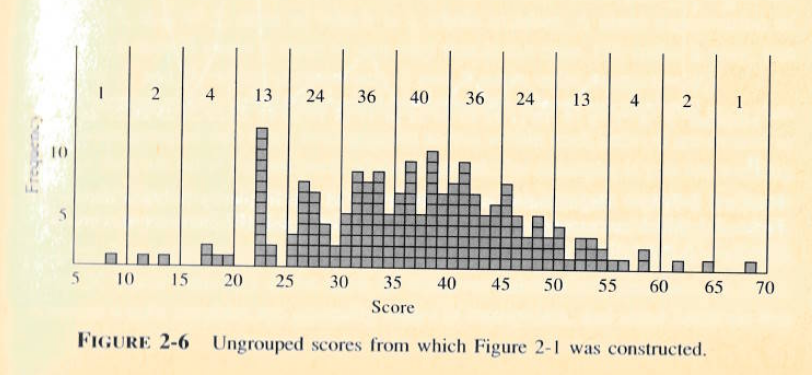 1 2 4 13 24 36 40 36 24 13 4 2 1
Frequency
10
5
5 10 15 20 25 30 35 40 45 50 55 60 65 70
Score
FIGURE 2-6 Ungrouped scores from which Figure 2-1 was constructed.